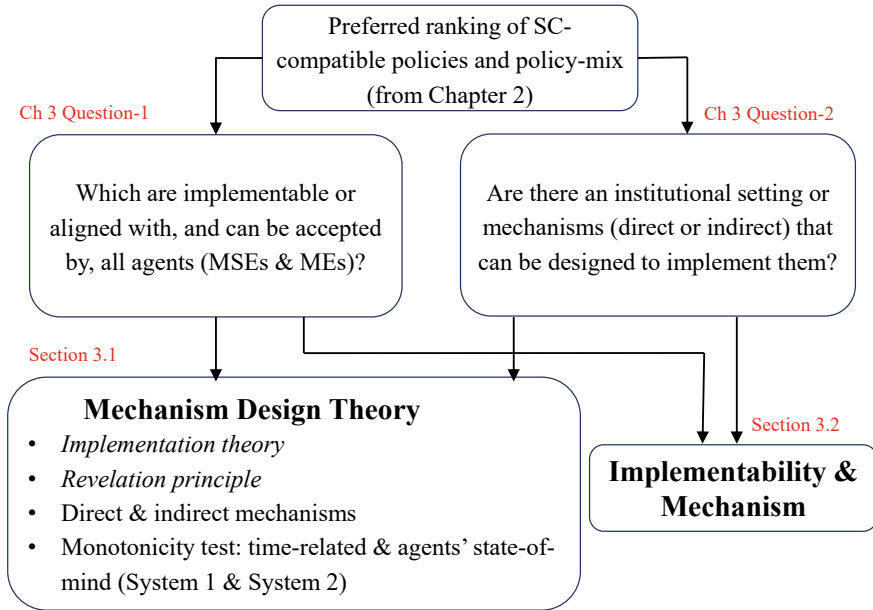 Preferred ranking of SC-
compatible policies and policy-mix
(from Chapter 2)
Ch 3 Question-1
Ch 3 Question-2
Which are implementable or
aligned with, and can be accepted
by, all agents (MSEs & MEs)?
Are there an institutional setting or
mechanisms (direct or indirect) that
can be designed to implement them?
Section 3.1
Mechanism Design Theory
• Implementation theory
• Revelation principle
• Direct & indirect mechanisms
• Monotonicity test: time-related & agents' state-of-
mind (System 1 & System 2)
Section 3.2
Implementability &
Mechanism